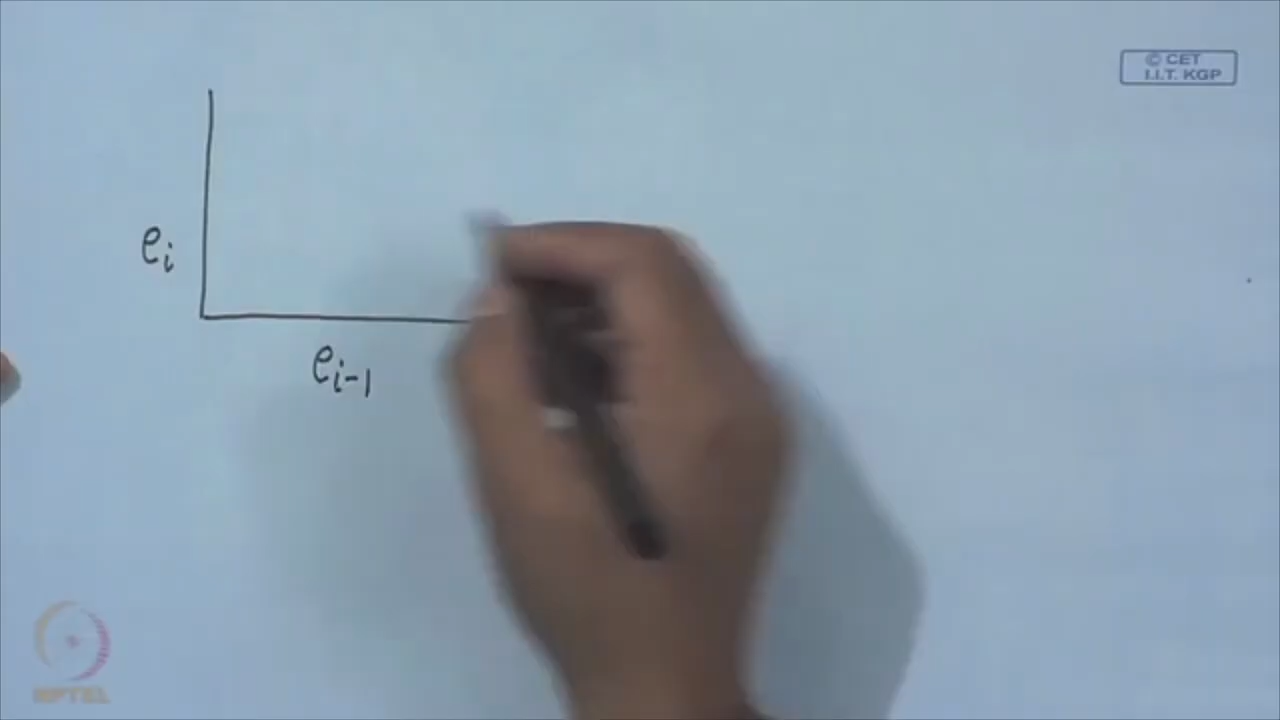 © CET
I.I.T. KGP
e_i
e_{i-1}
NPTEL